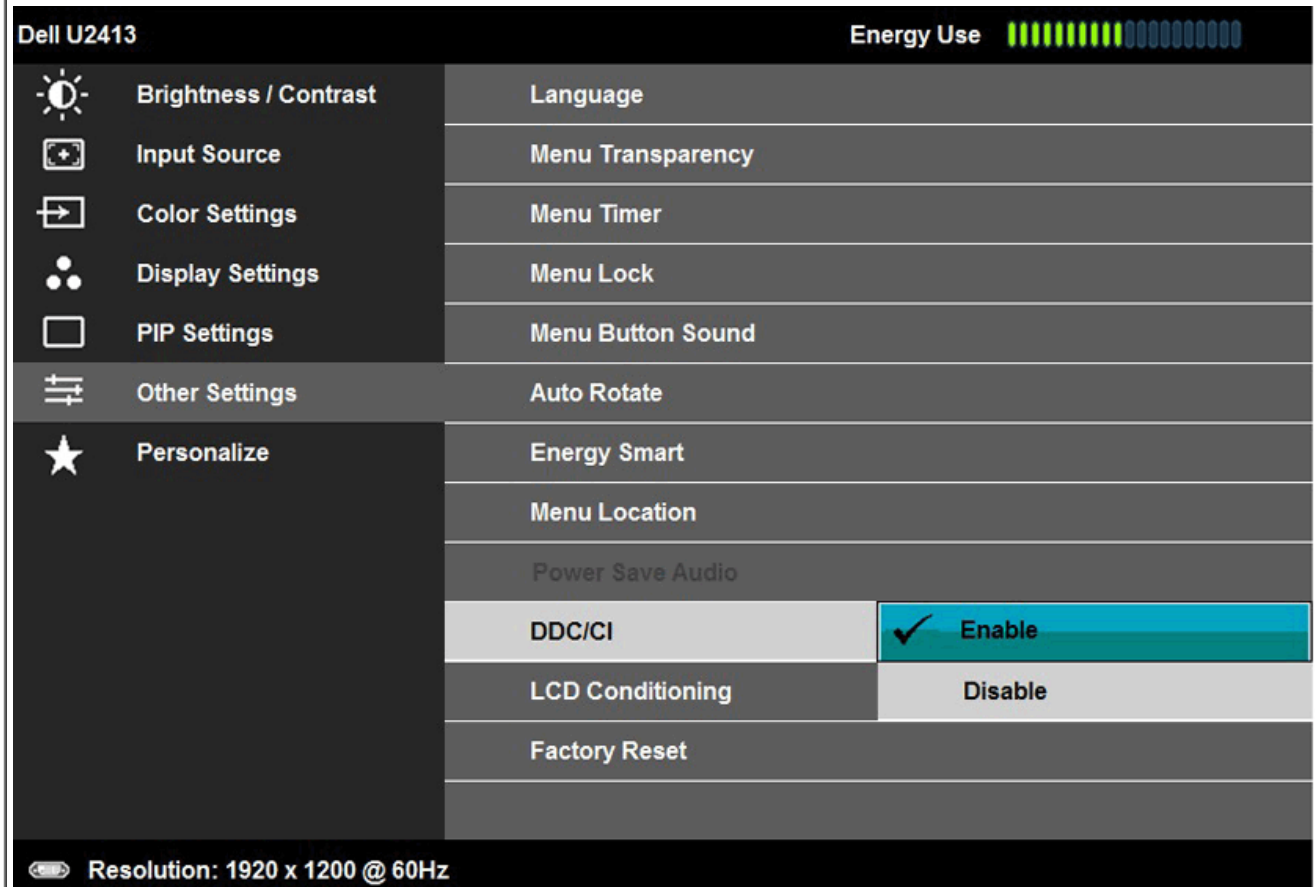 Dell U2413 Energy Use
Brightness / Contrast
Input Source
Color Settings
Display Settings
PIP Settings
Other Settings
Personalize
Language
Menu Transparency
Menu Timer
Menu Lock
Menu Button Sound
Auto Rotate
Energy Smart
Menu Location
Power Save Audio
DDC/CI
Enable
Disable
LCD Conditioning
Factory Reset
Resolution: 1920 x 1200 @ 60Hz